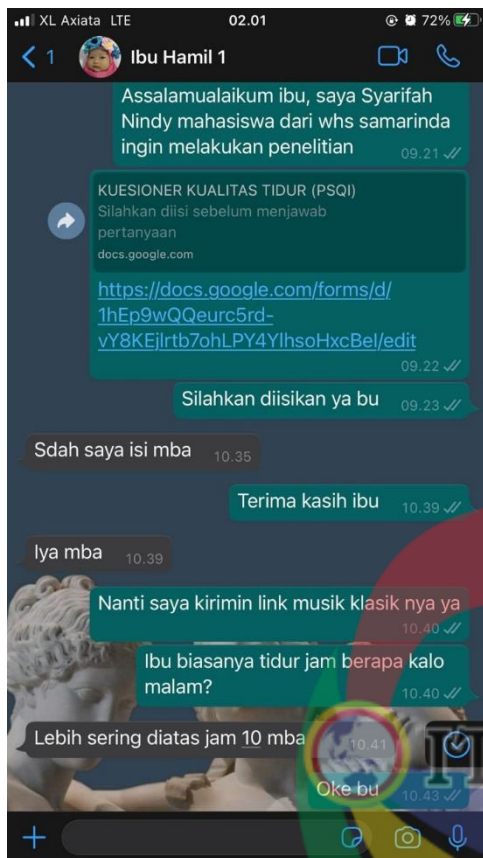 XL Axiata LTE 02.01 72%
1 Ibu Hamil 1
Assalamualaikum ibu, saya Syarifah
Nindy mahasiswa dari whs samarinda
ingin melakukan penelitian 09.21
KUESIONER KUALITAS TIDUR (PSQI)
Silahkan diisi sebelum menjawab
pertanyaan
docs.google.com
https://docs.google.com/forms/d/
1hEp9wQQeurc5rd-
vY8KEjlrtb7ohLPY4YlhsoHxcBel/edit
09.22
Silahkan diisikan ya bu 09.23
Sdah saya isi mba 10.35
Terima kasih ibu 10.39
Iya mba 10.39
Nanti saya kirimin link musik klasik nya ya
10.40
Ibu biasanya tidur jam berapa kalo
malam? 10.40
Lebih sering diatas jam 10 mba 10.41
Oke bu 10.43